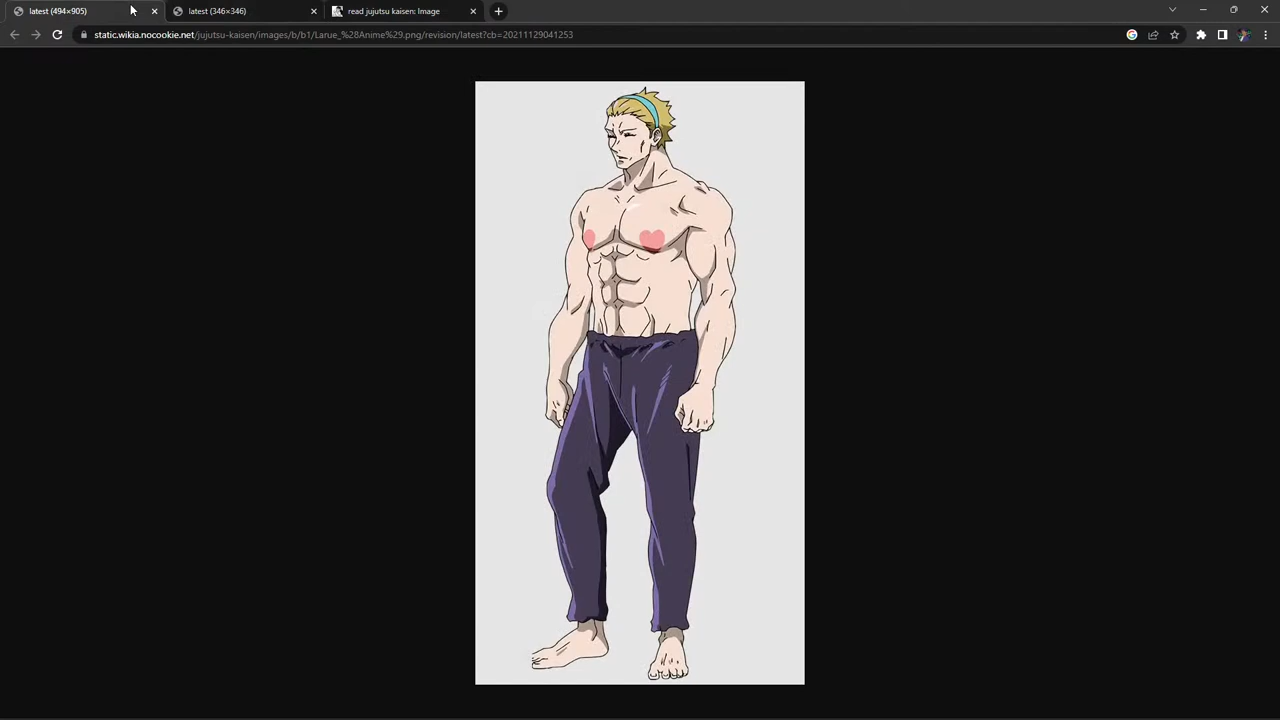 latest (494×905)
latest (346×346)
read jujutsu kaisen: Image
static.wikia.nocookie.net/jujutsu-kaisen/images/b/b1/Larue_%28Anime%29.png/revision/latest?cb=20211129041253